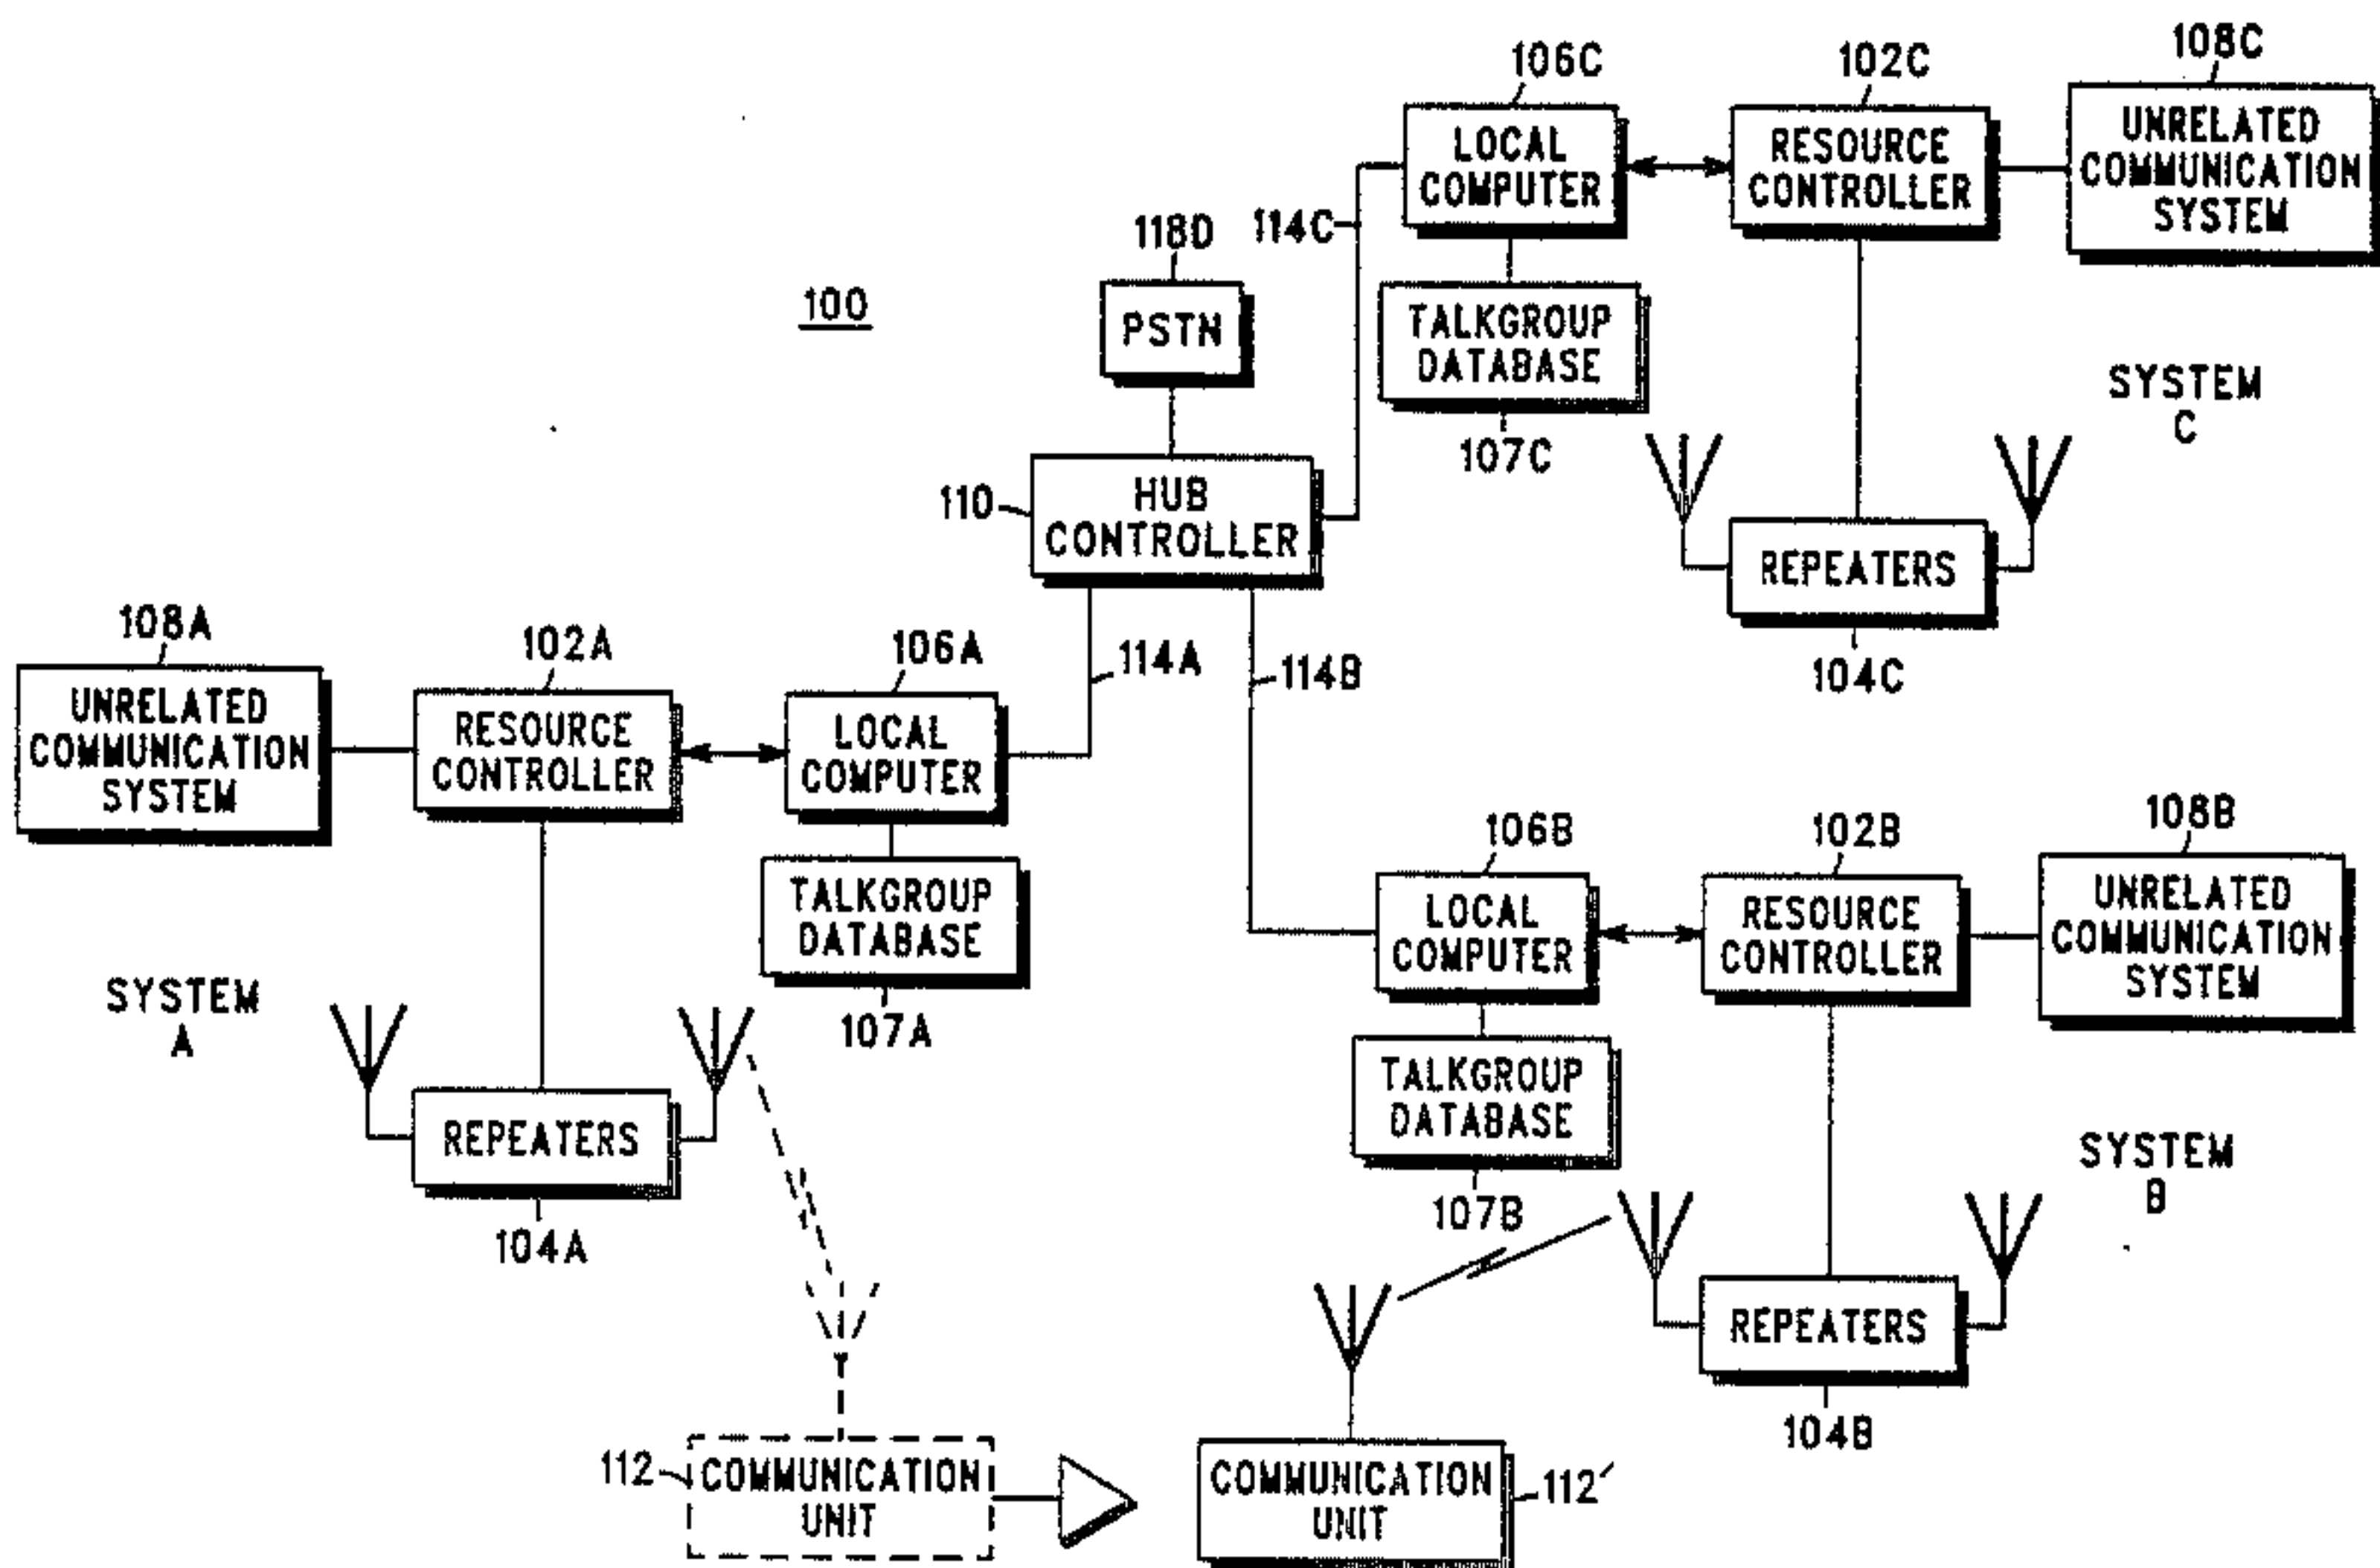 106C
102C
108C
LOCAL
COMPUTER
RESOURCE
CONTROLLER
UNRELATED
COMMUNICATION
SYSTEM
114C
118D
100
PSTN
TALKGROUP
DATABASE
107C
SYSTEM
C
110
HUB
CONTROLLER
REPEATERS
104C
108A
102A
106A
114A
114B
UNRELATED
COMMUNICATION
SYSTEM
RESOURCE
CONTROLLER
LOCAL
COMPUTER
TALKGROUP
DATABASE
107A
SYSTEM
A
REPEATERS
104A
106B
102B
108B
LOCAL
COMPUTER
RESOURCE
CONTROLLER
UNRELATED
COMMUNICATION
SYSTEM
TALKGROUP
DATABASE
107B
SYSTEM
B
REPEATERS
104B
112
COMMUNICATION
UNIT
COMMUNICATION
UNIT
112′